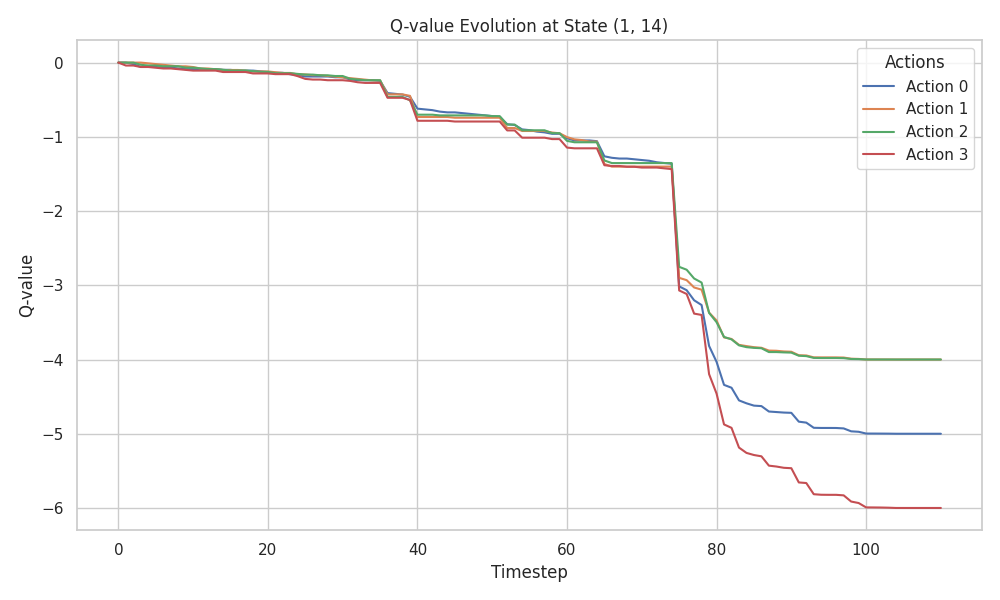 Q-value Evolution at State (1, 14)
Actions
Action 0
Action 1
Action 2
Action 3
Q-value
0
−1
−2
−3
−4
−5
−6
0 20 40 60 80 100
Timestep